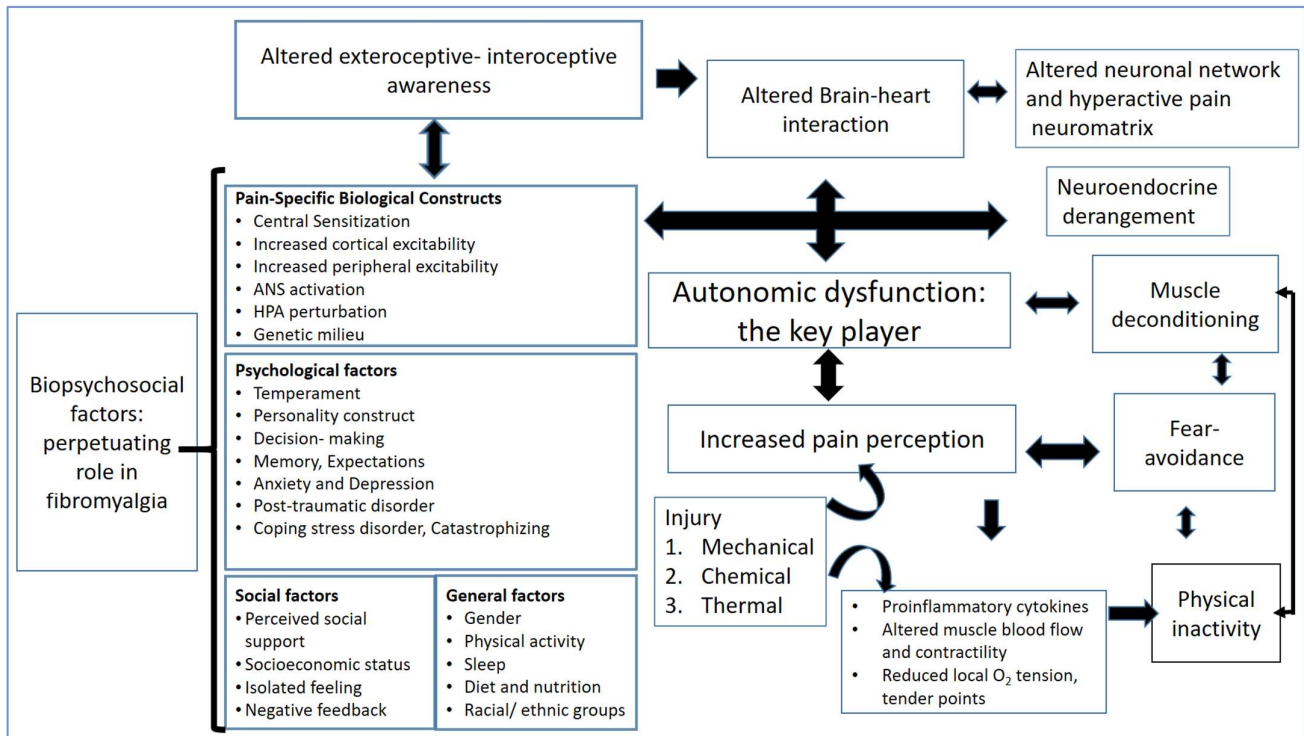 Altered exteroceptive- interoceptive
awareness
Altered Brain-heart
interaction
Altered neuronal network
and hyperactive pain
neuromatrix
Neuroendocrine
derangement
Biopsychosocial
factors:
perpetuating
role in
fibromyalgia
Pain-Specific Biological Constructs
• Central Sensitization
• Increased cortical excitability
• Increased peripheral excitability
• ANS activation
• HPA perturbation
• Genetic milieu
Psychological factors
• Temperament
• Personality construct
• Decision- making
• Memory, Expectations
• Anxiety and Depression
• Post-traumatic disorder
• Coping stress disorder, Catastrophizing
Social factors
• Perceived social
support
• Socioeconomic status
• Isolated feeling
• Negative feedback
General factors
• Gender
• Physical activity
• Sleep
• Diet and nutrition
• Racial/ ethnic groups
Autonomic dysfunction:
the key player
Muscle
deconditioning
Increased pain perception
Fear-
avoidance
Injury
1. Mechanical
2. Chemical
3. Thermal
• Proinflammatory cytokines
• Altered muscle blood flow
and contractility
• Reduced local O₂ tension,
tender points
Physical
inactivity